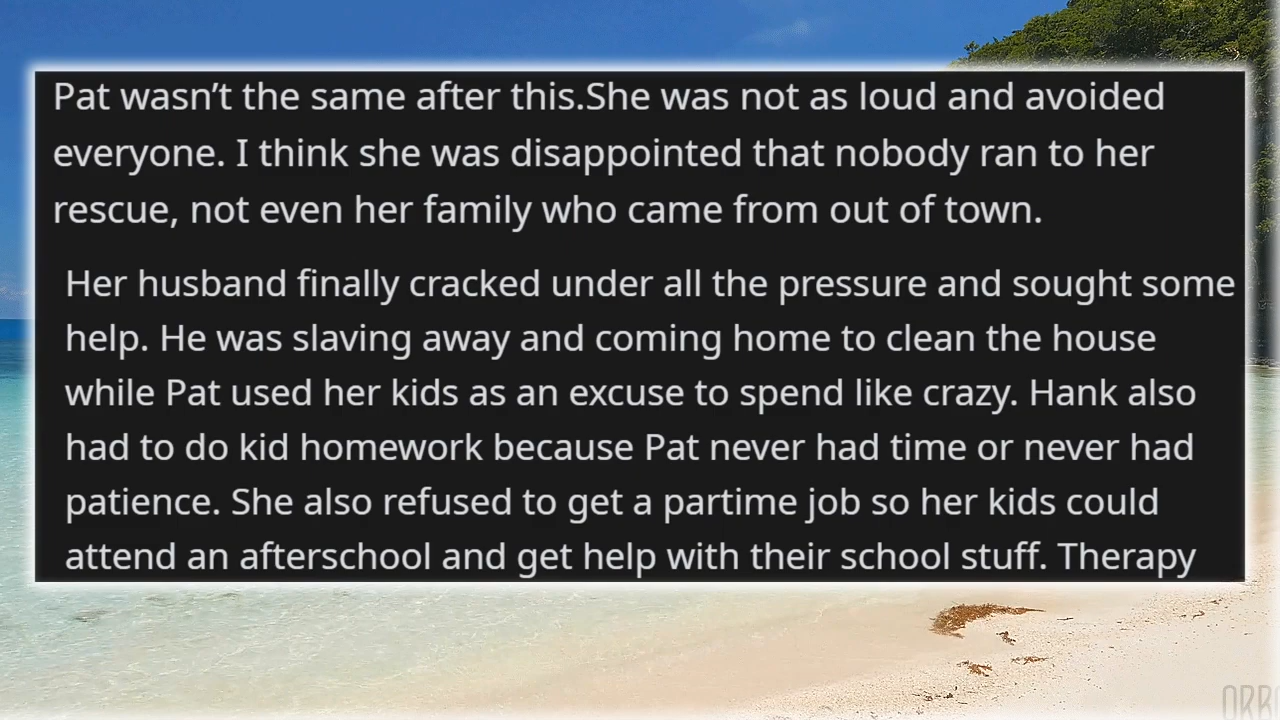 Pat wasn’t the same after this.She was not as loud and avoided
everyone. I think she was disappointed that nobody ran to her
rescue, not even her family who came from out of town.
Her husband finally cracked under all the pressure and sought some
help. He was slaving away and coming home to clean the house
while Pat used her kids as an excuse to spend like crazy. Hank also
had to do kid homework because Pat never had time or never had
patience. She also refused to get a partime job so her kids could
attend an afterschool and get help with their school stuff. Therapy